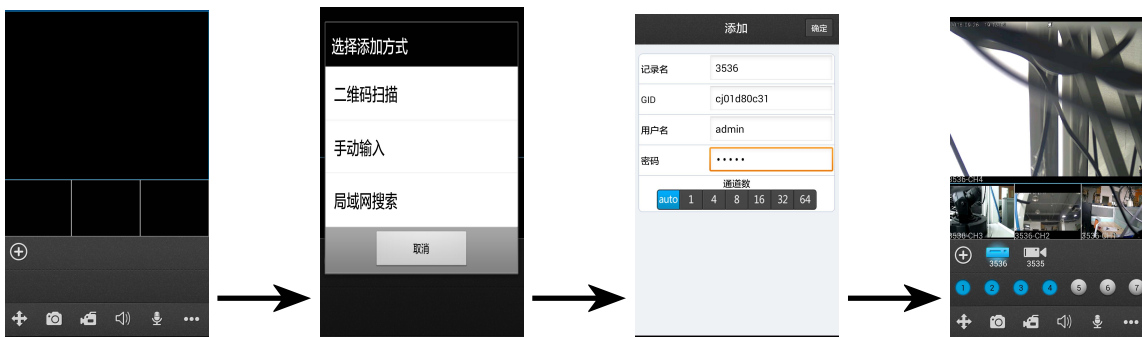 选择添加方式
二维码扫描
手动输入
局域网搜索
取消
添加
确定
记录名 3536
GID cj01d80c31
用户名 admin
密码 •••••
通道数
auto 1 4 8 16 32 64
3536-CH4
3536-CH3 3536-CH2
3536 3535
1 2 3 4 5 6 7